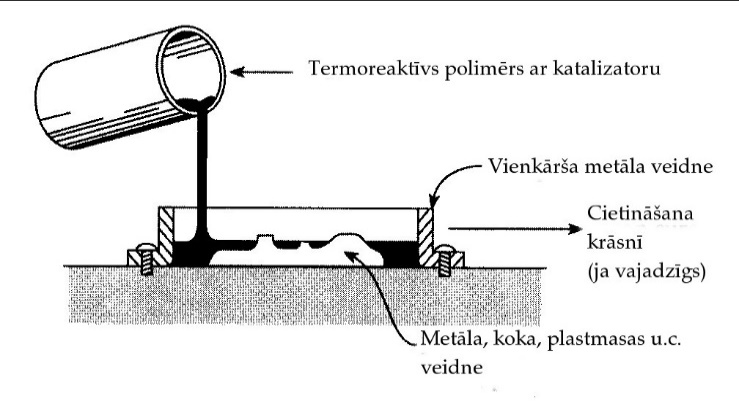 Termoreaktīvs polimērs ar katalizatoru
Vienkārša metāla veidne
Cietināšana
krāsnī
(ja vajadzīgs)
Metāla, koka, plastmasas u.c.
veidne